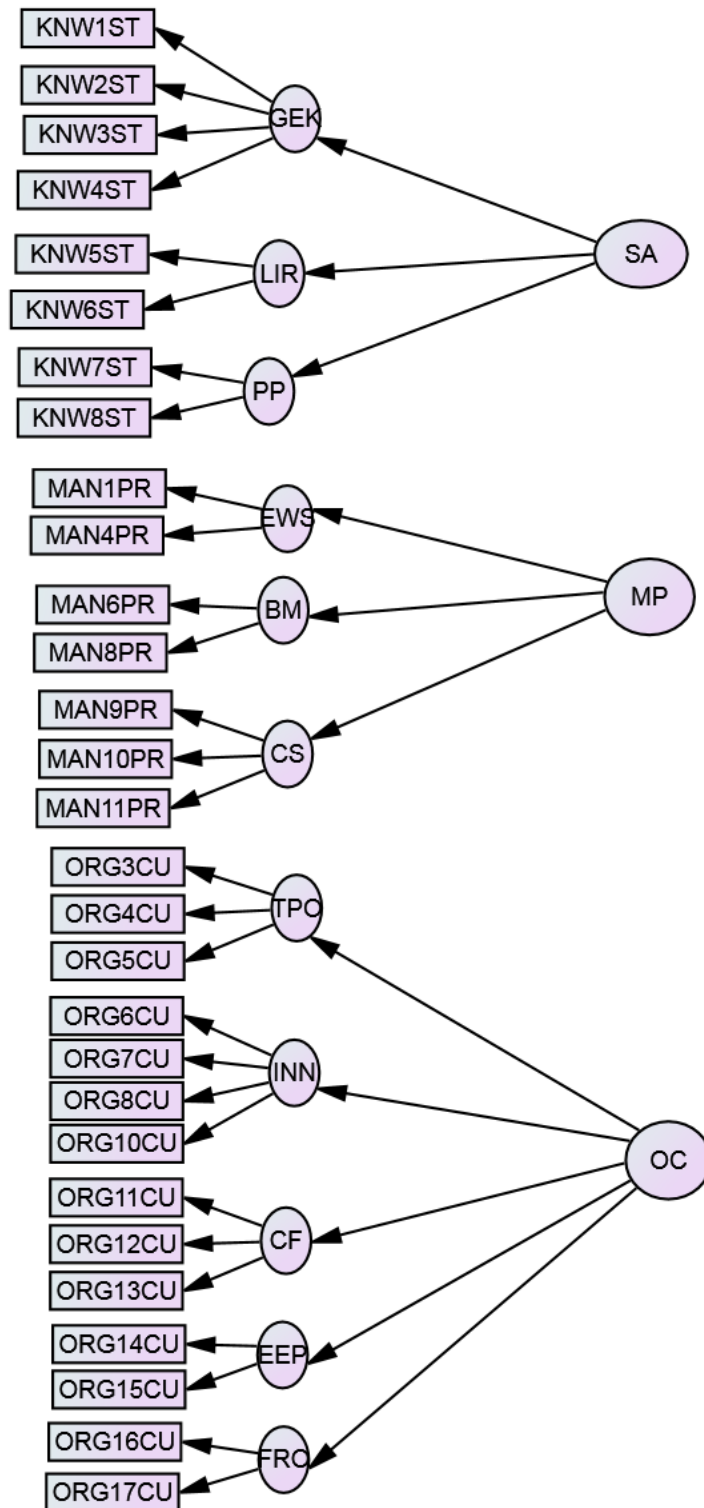 KNW1ST
KNW2ST
GEK
KNW3ST
KNW4ST
KNW5ST
SA
LIR
KNW6ST
KNW7ST
PP
KNW8ST
MAN1PR
EWS
MAN4PR
MAN6PR
BM
MP
MAN8PR
MAN9PR
CS
MAN10PR
MAN11PR
ORG3CU
TPO
ORG4CU
ORG5CU
ORG6CU
ORG7CU
INN
ORG8CU
ORG10CU
OC
ORG11CU
CF
ORG12CU
ORG13CU
ORG14CU
EEP
ORG15CU
ORG16CU
FRO
ORG17CU